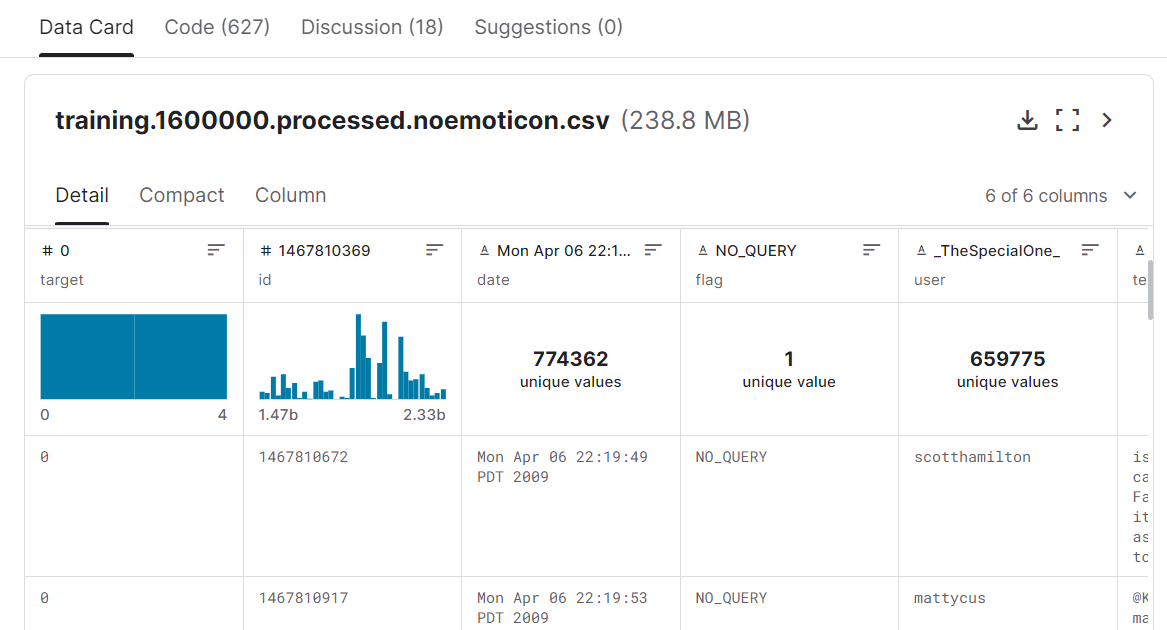 Data Card Code (627) Discussion (18) Suggestions (0)
training.1600000.processed.noemoticon.csv (238.8 MB)
Detail Compact Column 6 of 6 columns
# 0 # 1467810369 A Mon Apr 06 22:1... A NO_QUERY A _TheSpecialOne_ A
target id date flag user te
774362 1 659775
unique values unique value unique values
0 4 1.47b 2.33b
0 1467810672 Mon Apr 06 22:19:49 NO_QUERY scotthamilton is
PDT 2009 ca
Fa
it
as
to
0 1467810917 Mon Apr 06 22:19:53 NO_QUERY mattycus @K
PDT 2009 ma